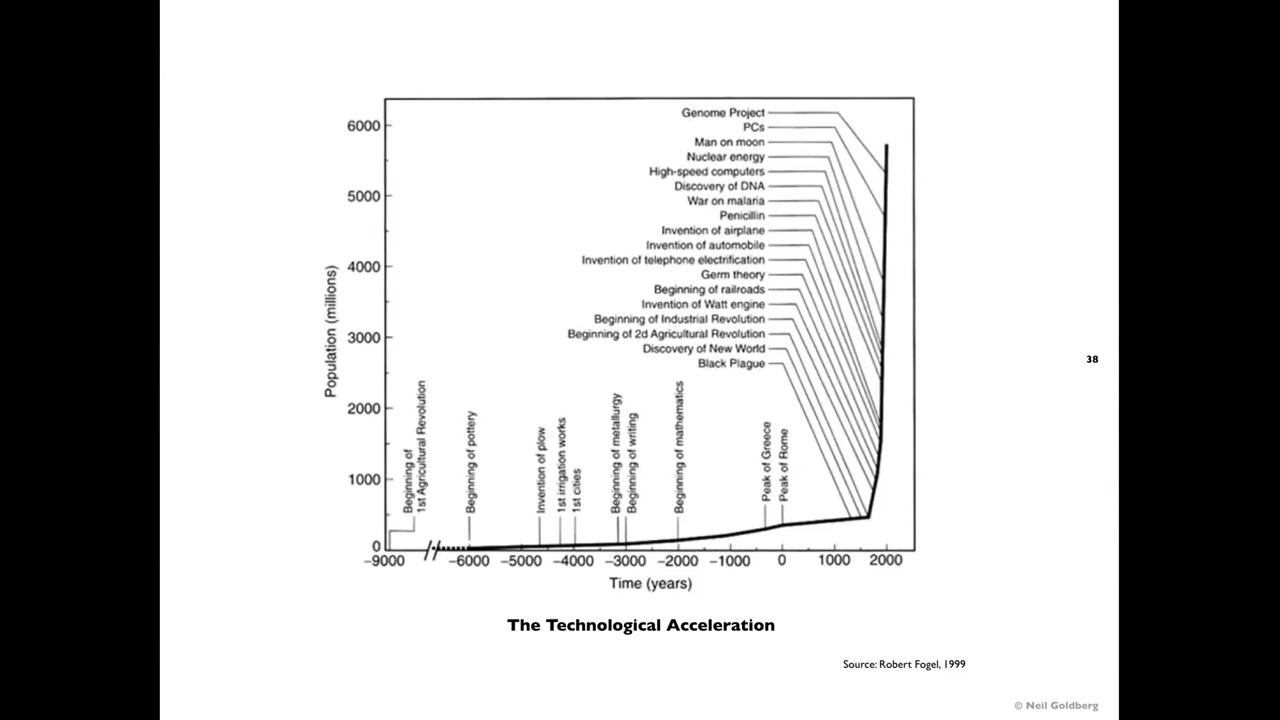 Genome Project
PCs
Man on moon
Nuclear energy
High-speed computers
Discovery of DNA
War on malaria
Penicillin
Invention of airplane
Invention of automobile
Invention of telephone electrification
Germ theory
Beginning of railroads
Invention of Watt engine
Beginning of Industrial Revolution
Beginning of 2d Agricultural Revolution
Discovery of New World
Black Plague
Population (millions)
6000
5000
4000
3000
2000
1000
0
Beginning of
1st Agricultural Revolution
Beginning of pottery
Invention of plow
1st irrigation works
1st cities
Beginning of metallurgy
Beginning of writing
Beginning of mathematics
Peak of Greece
Peak of Rome
−9000 −6000 −5000 −4000 −3000 −2000 −1000 0 1000 2000
Time (years)
38
The Technological Acceleration
Source: Robert Fogel, 1999
© Neil Goldberg